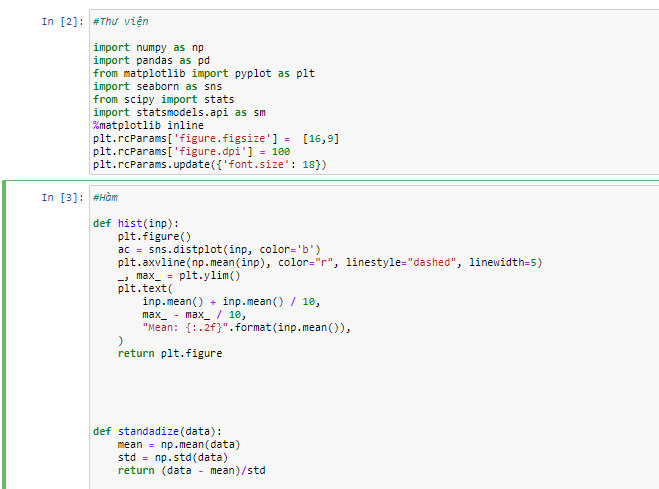 In [2]: #Thư viện
import numpy as np
import pandas as pd
from matplotlib import pyplot as plt
import seaborn as sns
from scipy import stats
import statsmodels.api as sm
%matplotlib inline
plt.rcParams['figure.figsize'] =  [16,9]
plt.rcParams['figure.dpi'] = 100
plt.rcParams.update({'font.size': 18})
In [3]: #Hàm
def hist(inp):
    plt.figure()
    ac = sns.distplot(inp, color='b')
    plt.axvline(np.mean(inp), color="r", linestyle="dashed", linewidth=5)
    _, max_ = plt.ylim()
    plt.text(
        inp.mean() + inp.mean() / 10,
        max_ - max_ / 10,
        "Mean: {:.2f}".format(inp.mean()),
    )
    return plt.figure
def standadize(data):
    mean = np.mean(data)
    std = np.std(data)
    return (data - mean)/std